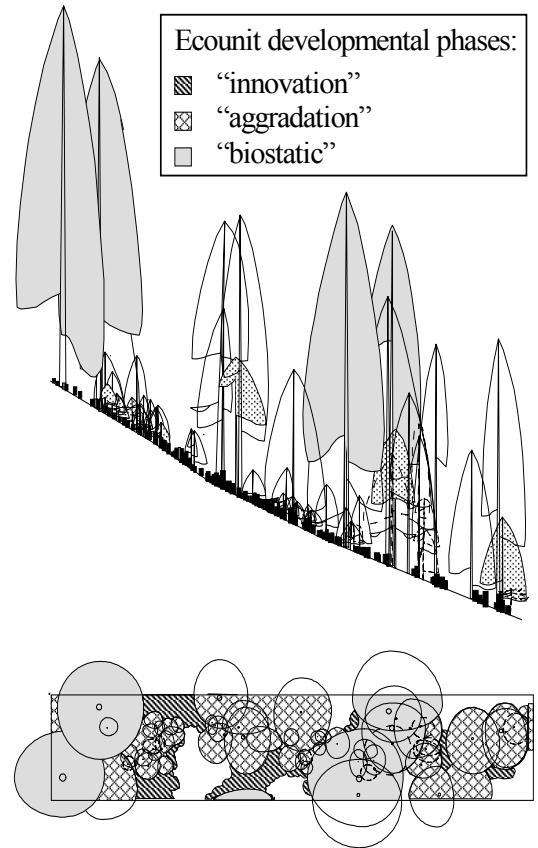 Ecounit developmental phases:
“innovation”
“aggradation”
“biostatic”